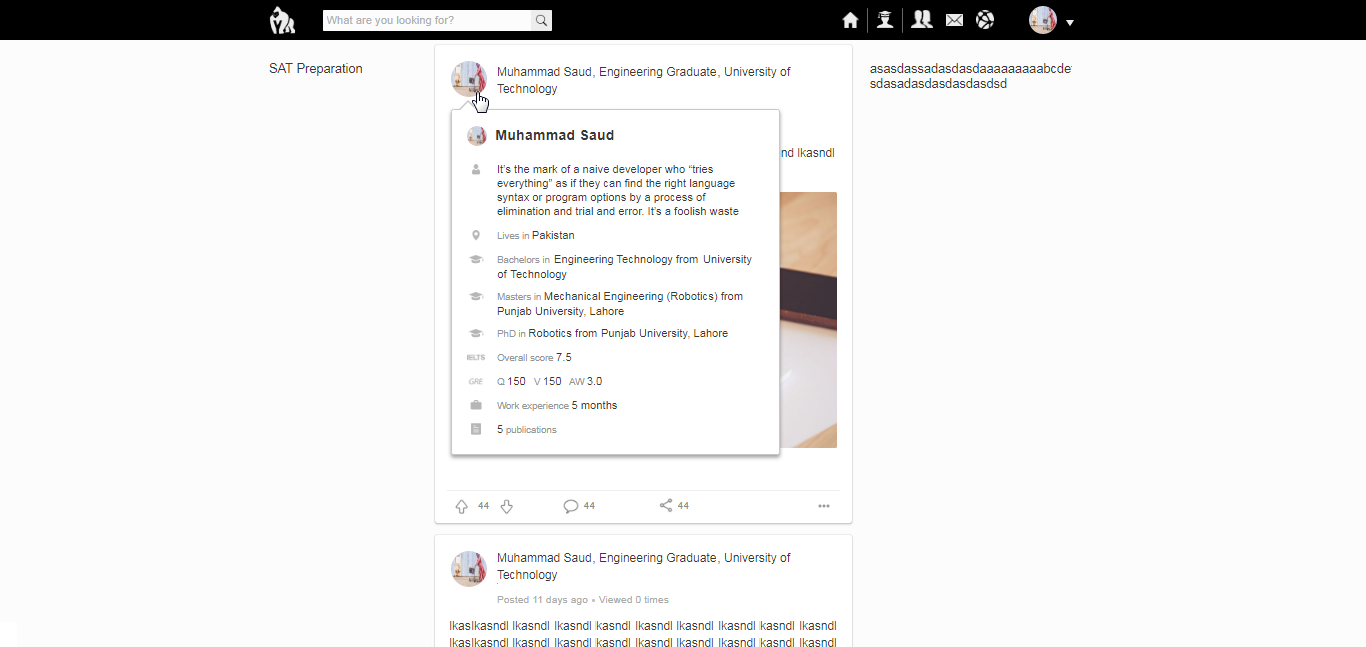 What are you looking for?
SAT Preparation
Muhammad Saud, Engineering Graduate, University of
Technology
asasdassadasdasdaaaaaaaaabcde
sdasadasdasdasdasdsd
Muhammad Saud
nd lkasndl
It's the mark of a naive developer who “tries
everything” as if they can find the right language
syntax or program options by a process of
elimination and trial and error. It's a foolish waste
Lives in Pakistan
Bachelors in Engineering Technology from University
of Technology
Masters in Mechanical Engineering (Robotics) from
Punjab University, Lahore
PhD in Robotics from Punjab University, Lahore
IELTS Overall score 7.5
GRE Q 150 V 150 AW 3.0
Work experience 5 months
5 publications
44 44 44
Muhammad Saud, Engineering Graduate, University of
Technology
Posted 11 days ago • Viewed 0 times
lkaslkasndl lkasndl lkasndl lkasndl lkasndl lkasndl lkasndl lkasndl lkasndl
lkaslkasndl lkasndl lkasndl lkasndl lkasndl lkasndl lkasndl lkasndl lkasndl